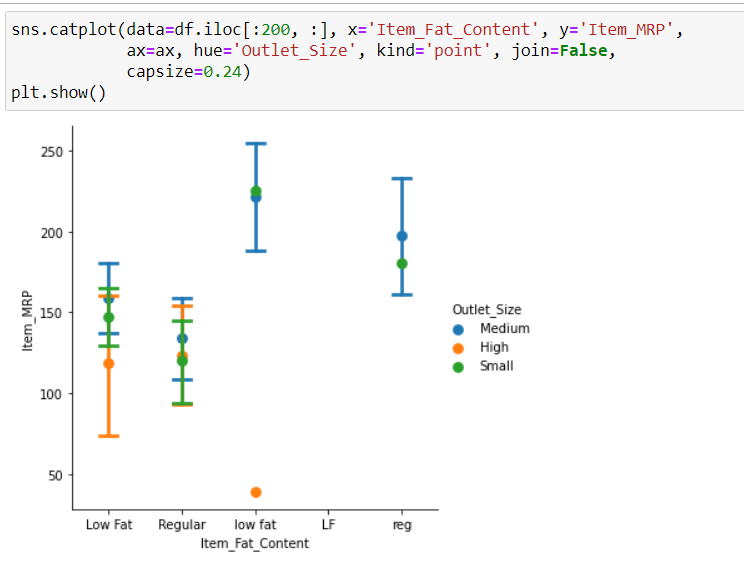 sns.catplot(data=df.iloc[:200, :], x='Item_Fat_Content', y='Item_MRP',
ax=ax, hue='Outlet_Size', kind='point', join=False,
capsize=0.24)
plt.show()
250
200
150
100
50
Item_MRP
Low Fat Regular low fat LF reg
Item_Fat_Content
Outlet_Size
Medium
High
Small